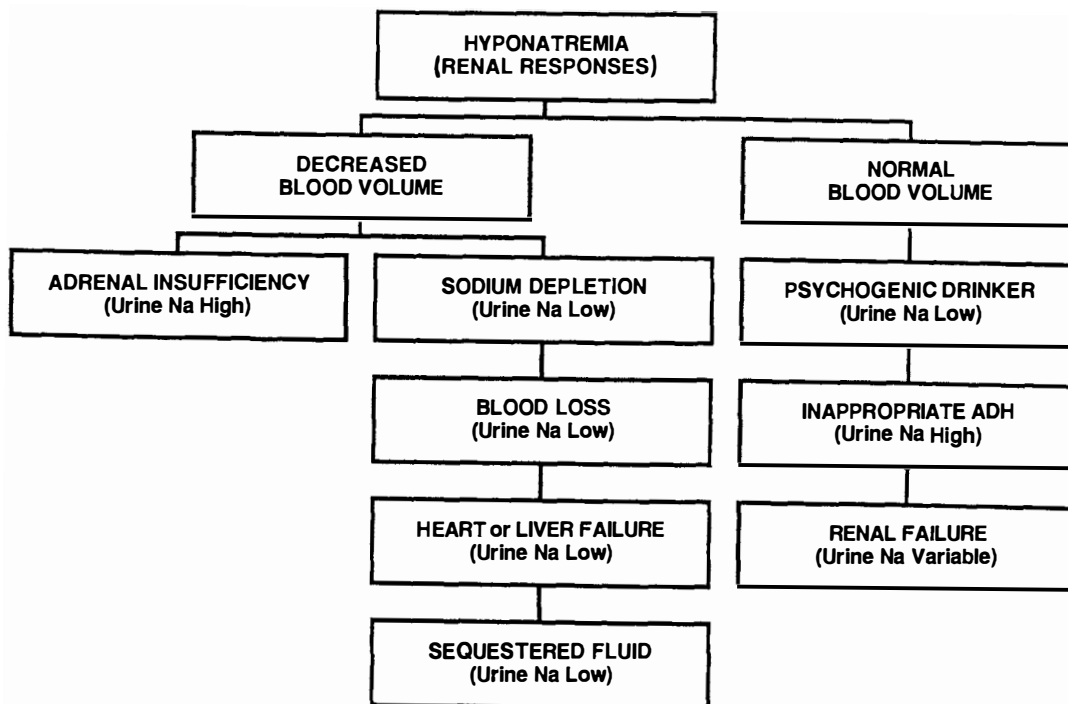 HYPONATREMIA
(RENAL RESPONSES)
DECREASED
BLOOD VOLUME
NORMAL
BLOOD VOLUME
ADRENAL INSUFFICIENCY
(Urine Na High)
SODIUM DEPLETION
(Urine Na Low)
PSYCHOGENIC DRINKER
(Urine Na Low)
BLOOD LOSS
(Urine Na Low)
INAPPROPRIATE ADH
(Urine Na High)
HEART or LIVER FAILURE
(Urine Na Low)
RENAL FAILURE
(Urine Na Variable)
SEQUESTERED FLUID
(Urine Na Low)